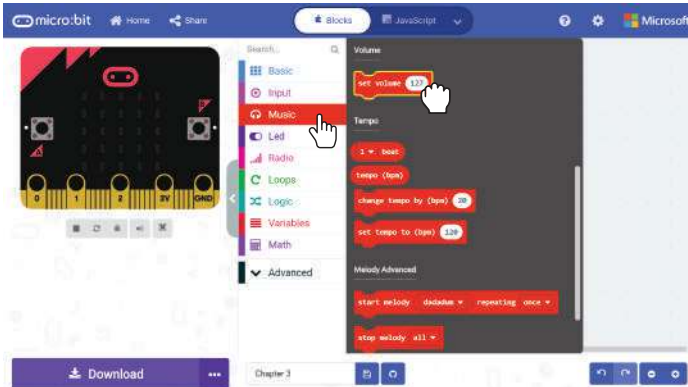 micro:bit Home Share Blocks JavaScript Microsoft
Search...
Basic
Input
Music
Led
Radio
Loops
Logic
Variables
Math
Advanced
Volume
set volume 127
Tempo
1 beat
tempo (bpm)
change tempo by (bpm) 20
set tempo to (bpm) 120
Melody Advanced
start melody dadadum repeating once
stop melody all
B
A
0 1 2 3V GND
Download ...
Chapter 3